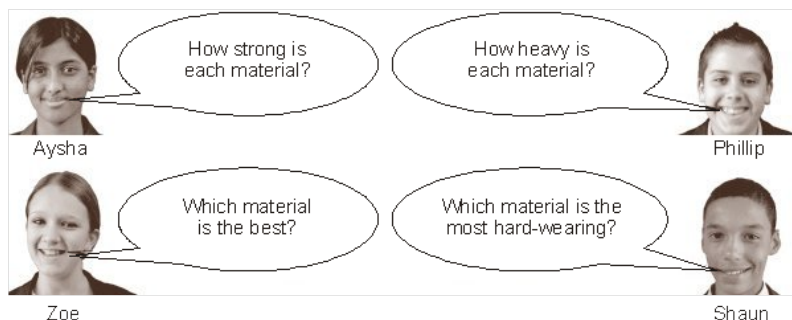 How strong is
each material?
How heavy is
each material?
Aysha
Phillip
Which material
is the best?
Which material is the
most hard-wearing?
Zoe
Shaun